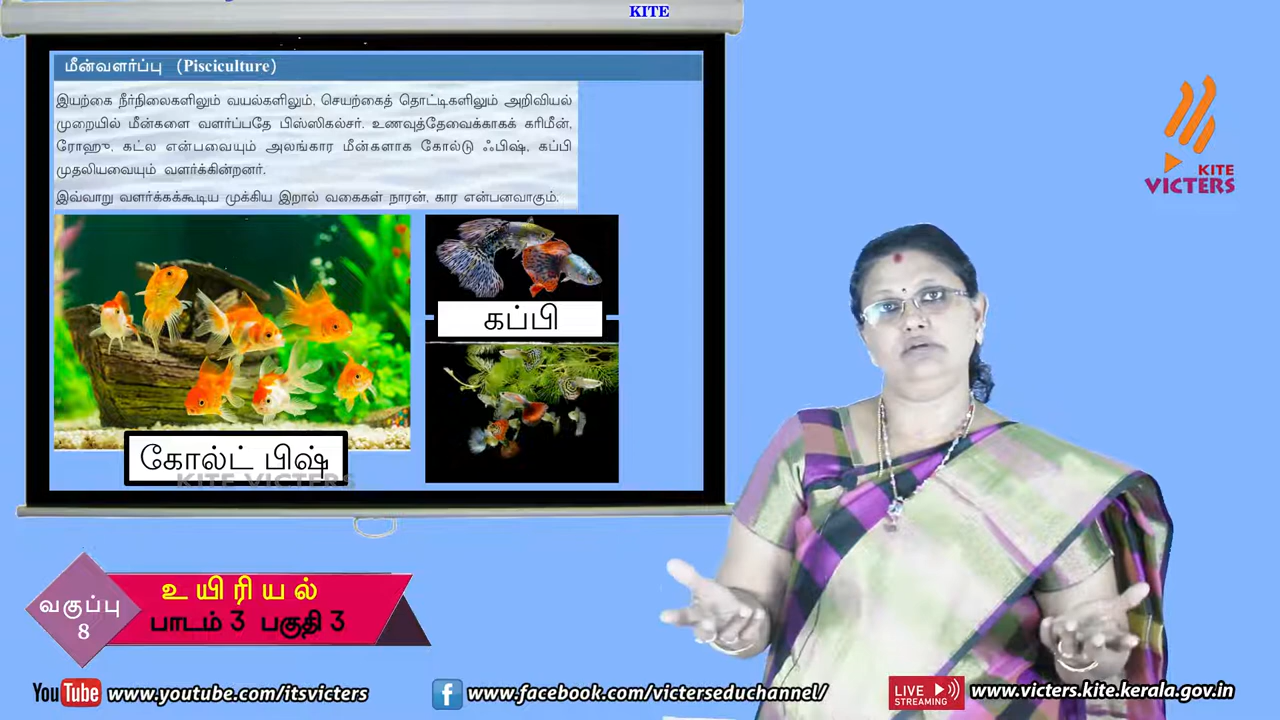 KITE
மீன்வளர்ப்பு (Pisciculture)
இயற்கை நீர்நிலைகளிலும் வயல்களிலும், செயற்கைத் தொட்டிகளிலும் அறிவியல்
முறையில் மீன்களை வளர்ப்பதே பிஸ்ஸிகல்சர். உணவுத்தேவைக்காகக் கரிமீன்,
ரோஹு, கட்ல என்பவையும் அலங்கார மீன்களாக கோல்டு ஃபிஷ், கப்பி
முதலியவையும் வளர்க்கின்றனர்.
இவ்வாறு வளர்க்கக்கூடிய முக்கிய இறால் வகைகள் நாரன், கார என்பனவாகும்.
கப்பி
கோல்ட் பிஷ்
KITE VICTERS
KITE
VICTERS
வகுப்பு
8
உயிரியல்
பாடம் 3 பகுதி 3
YouTube www.youtube.com/itsvicters
f www.facebook.com/victerseduchannel/
LIVE
STREAMING
www.victers.kite.kerala.gov.in